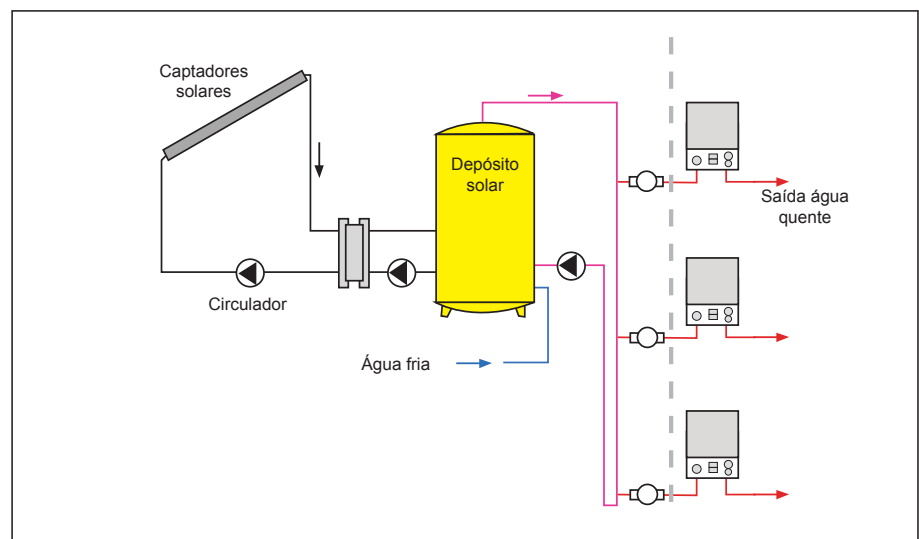 Captadores
solares
Depósito
solar
Saída água
quente
Circulador
Água fria